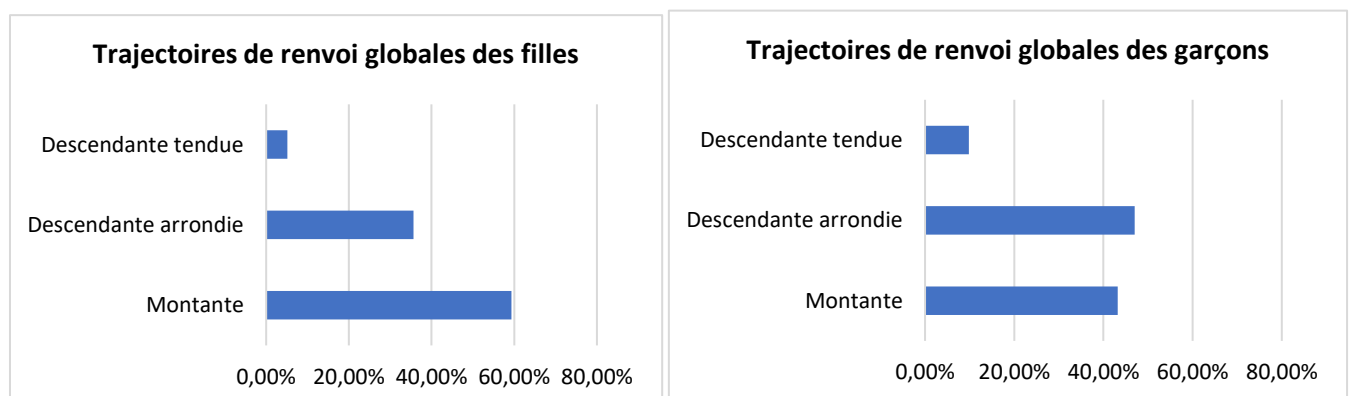 Trajectoires de renvoi globales des filles
Descendante tendue
Descendante arrondie
Montante
0,00% 20,00% 40,00% 60,00% 80,00%
Trajectoires de renvoi globales des garçons
Descendante tendue
Descendante arrondie
Montante
0,00% 20,00% 40,00% 60,00% 80,00%